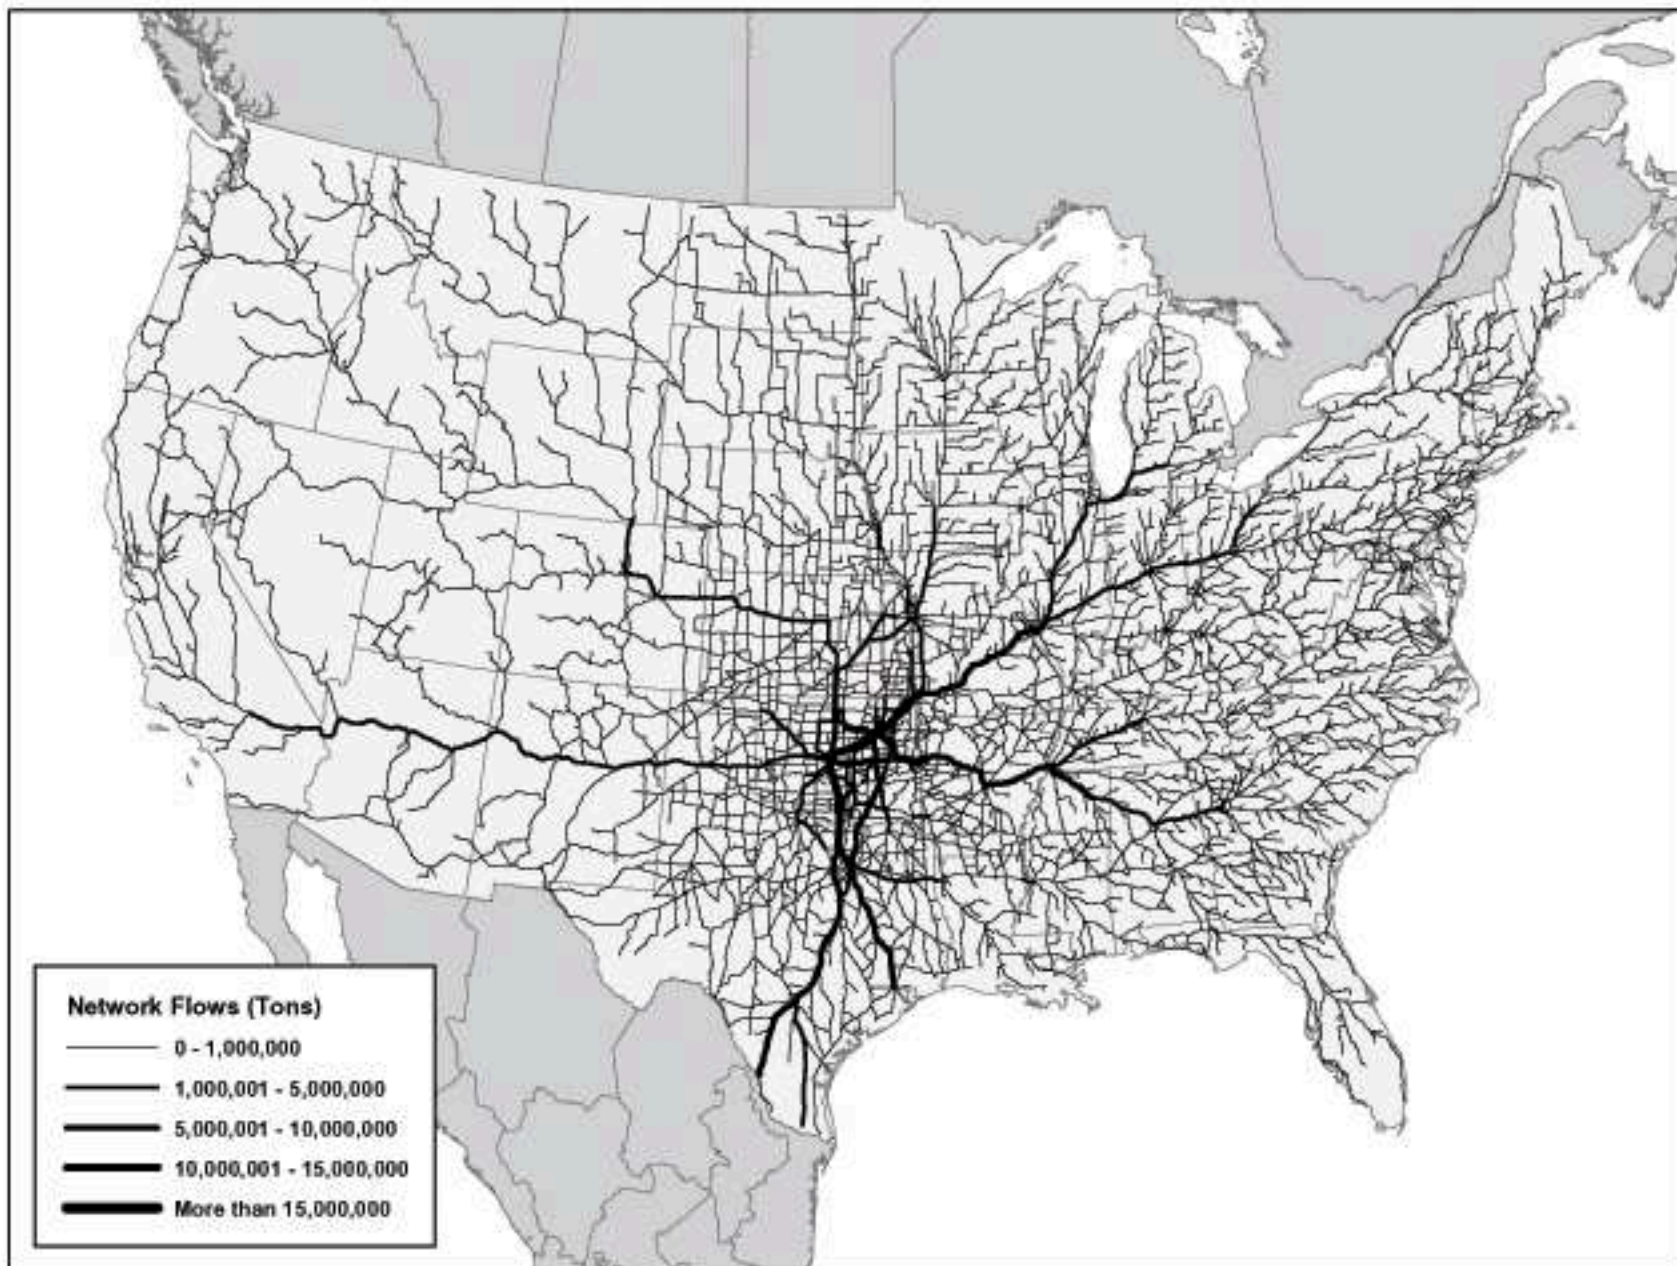 Network Flows (Tons)
0 - 1,000,000
1,000,001 - 5,000,000
5,000,001 - 10,000,000
10,000,001 - 15,000,000
More than 15,000,000